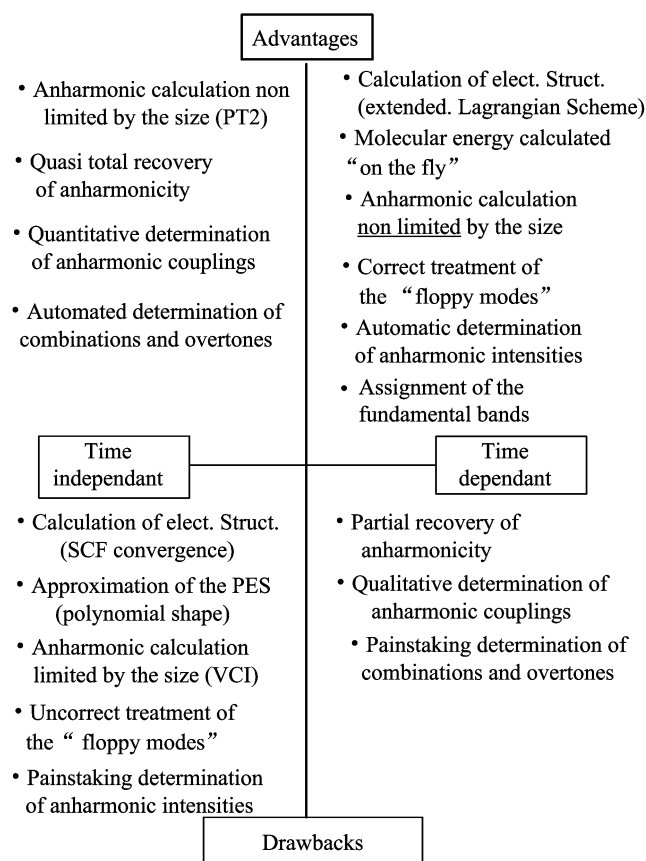 Advantages
• Anharmonic calculation non
limited by the size (PT2)
• Quasi total recovery
of anharmonicity
• Quantitative determination
of anharmonic couplings
• Automated determination of
combinations and overtones
• Calculation of elect. Struct.
(extended. Lagrangian Scheme)
• Molecular energy calculated
“on the fly”
• Anharmonic calculation
non limited by the size
• Correct treatment of
the “floppy modes”
• Automatic determination
of anharmonic intensities
• Assignment of the
fundamental bands
Time
independant
Time
dependant
• Calculation of elect. Struct.
(SCF convergence)
• Approximation of the PES
(polynomial shape)
• Anharmonic calculation
limited by the size (VCI)
• Uncorrect treatment of
the “ floppy modes”
• Painstaking determination
of anharmonic intensities
• Partial recovery of
anharmonicity
• Qualitative determination of
anharmonic couplings
• Painstaking determination of
combinations and overtones
Drawbacks